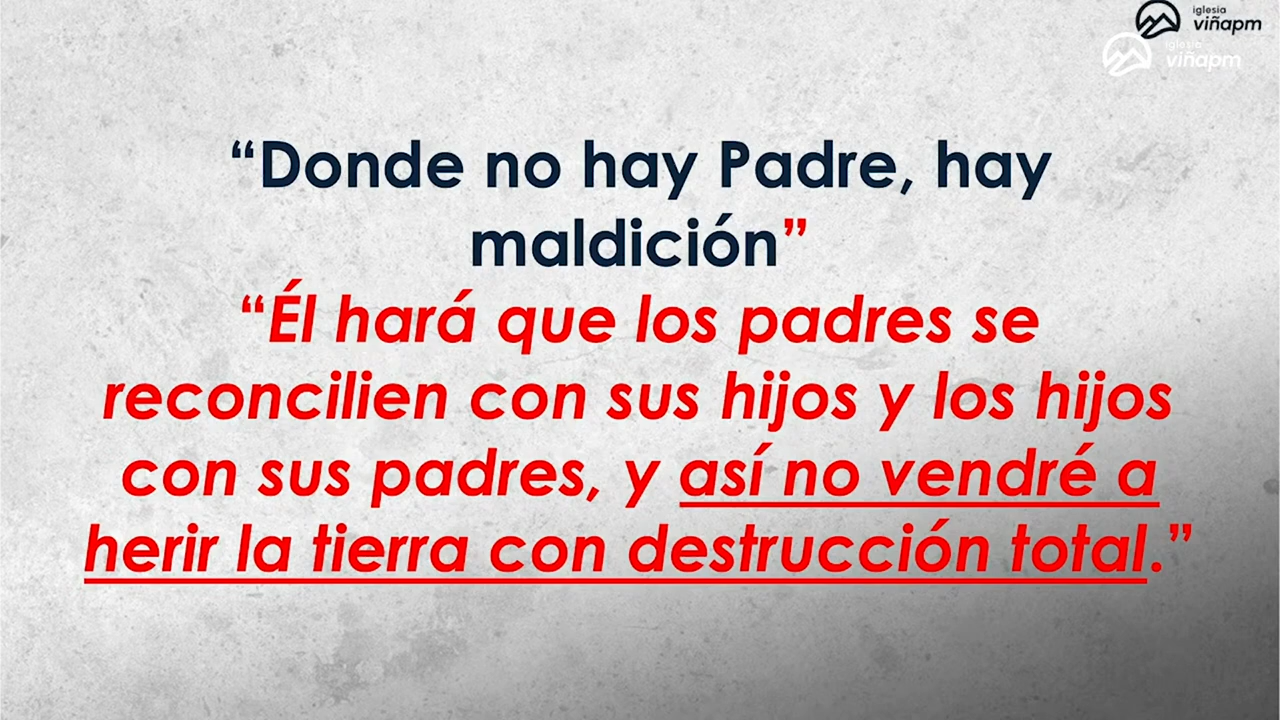 iglesia
viñapm
iglesia
viñapm
“Donde no hay Padre, hay
maldición”
“Él hará que los padres se
reconcilien con sus hijos y los hijos
con sus padres, y así no vendré a
herir la tierra con destrucción total.”